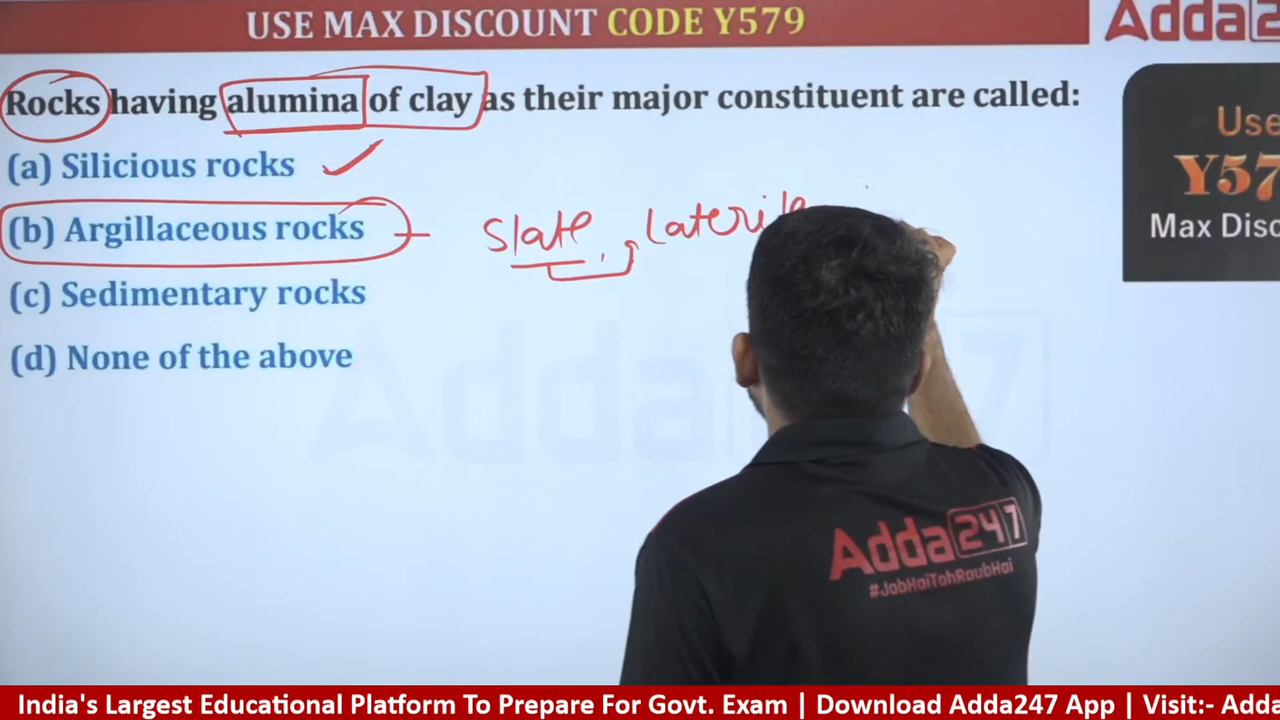 USE MAX DISCOUNT CODE Y579
Adda2
Rocks having alumina of clay as their major constituent are called:
(a) Silicious rocks
(b) Argillaceous rocks
Slate, Laterite
(c) Sedimentary rocks
(d) None of the above
Use
Y57
Max Disc
Adda247
Adda247
#JobHaiTohRaubHai
India's Largest Educational Platform To Prepare For Govt. Exam | Download Adda247 App | Visit:- Adda